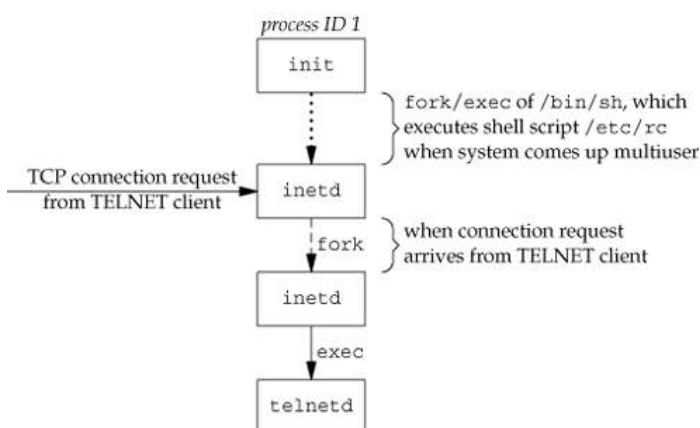 process ID 1
init
fork/exec of /bin/sh, which
executes shell script /etc/rc
when system comes up multiuser
TCP connection request
from TELNET client
inetd
fork
when connection request
arrives from TELNET client
inetd
exec
telnetd